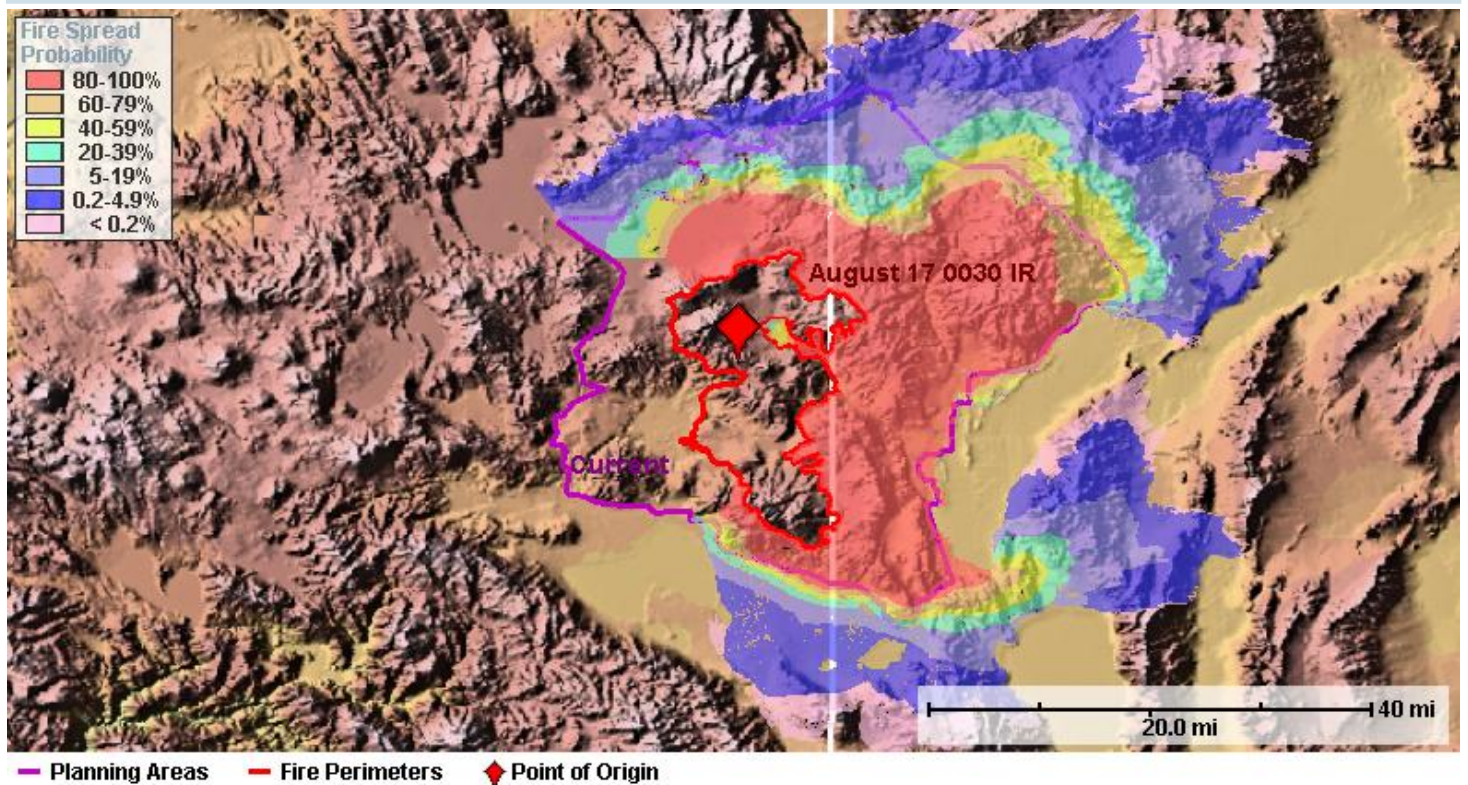 Fire Spread
Probability
80-100%
60-79%
40-59%
20-39%
5-19%
0.2-4.9%
< 0.2%
August 17 0030 IR
Current
40 mi
20.0 mi
Planning Areas
Fire Perimeters
Point of Origin